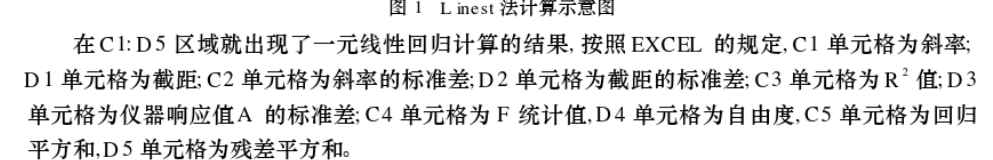 图 1 Linest 法计算示意图
在 C1: D5 区域就出现了一元线性回归计算的结果, 按照 EXCEL 的规定, C1 单元格为斜率;
D1 单元格为截距; C2 单元格为斜率的标准差; D2 单元格为截距的标准差; C3 单元格为 R² 值; D3
单元格为仪器响应值 A 的标准差; C4 单元格为 F 统计值, D4 单元格为自由度, C5 单元格为回归
平方和, D5 单元格为残差平方和。